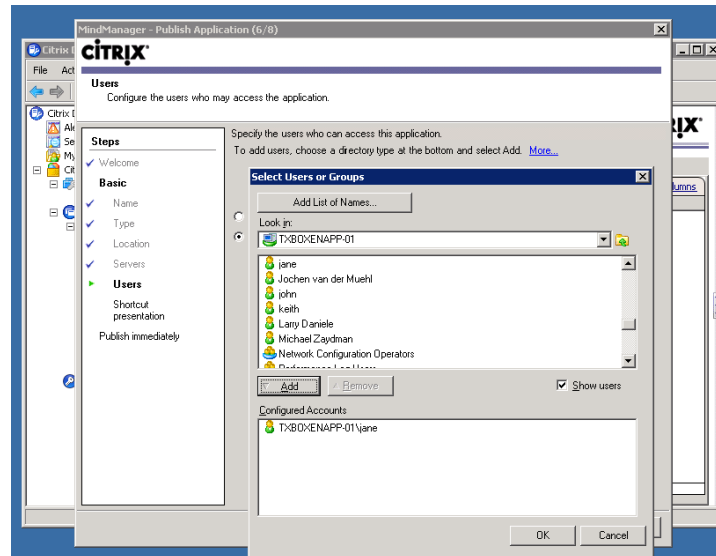 MindManager - Publish Application (6/8)
CITRIX
Citrix
File Act
Users
Configure the users who may access the application.
Citrix
Steps
Welcome
Basic
Name
Type
Location
Servers
Users
Shortcut
presentation
Publish immediately
Specify the users who can access this application.
To add users, choose a directory type at the bottom and select Add. More...
Select Users or Groups
Add List of Names...
Look in:
TXBOXENAPP-01
jane
Jochen van der Muehl
john
keith
Larry Daniele
Michael Zaydman
Network Configuration Operators
Add
Remove
Show users
Configured Accounts
TXBOXENAPP-01\jane
OK
Cancel